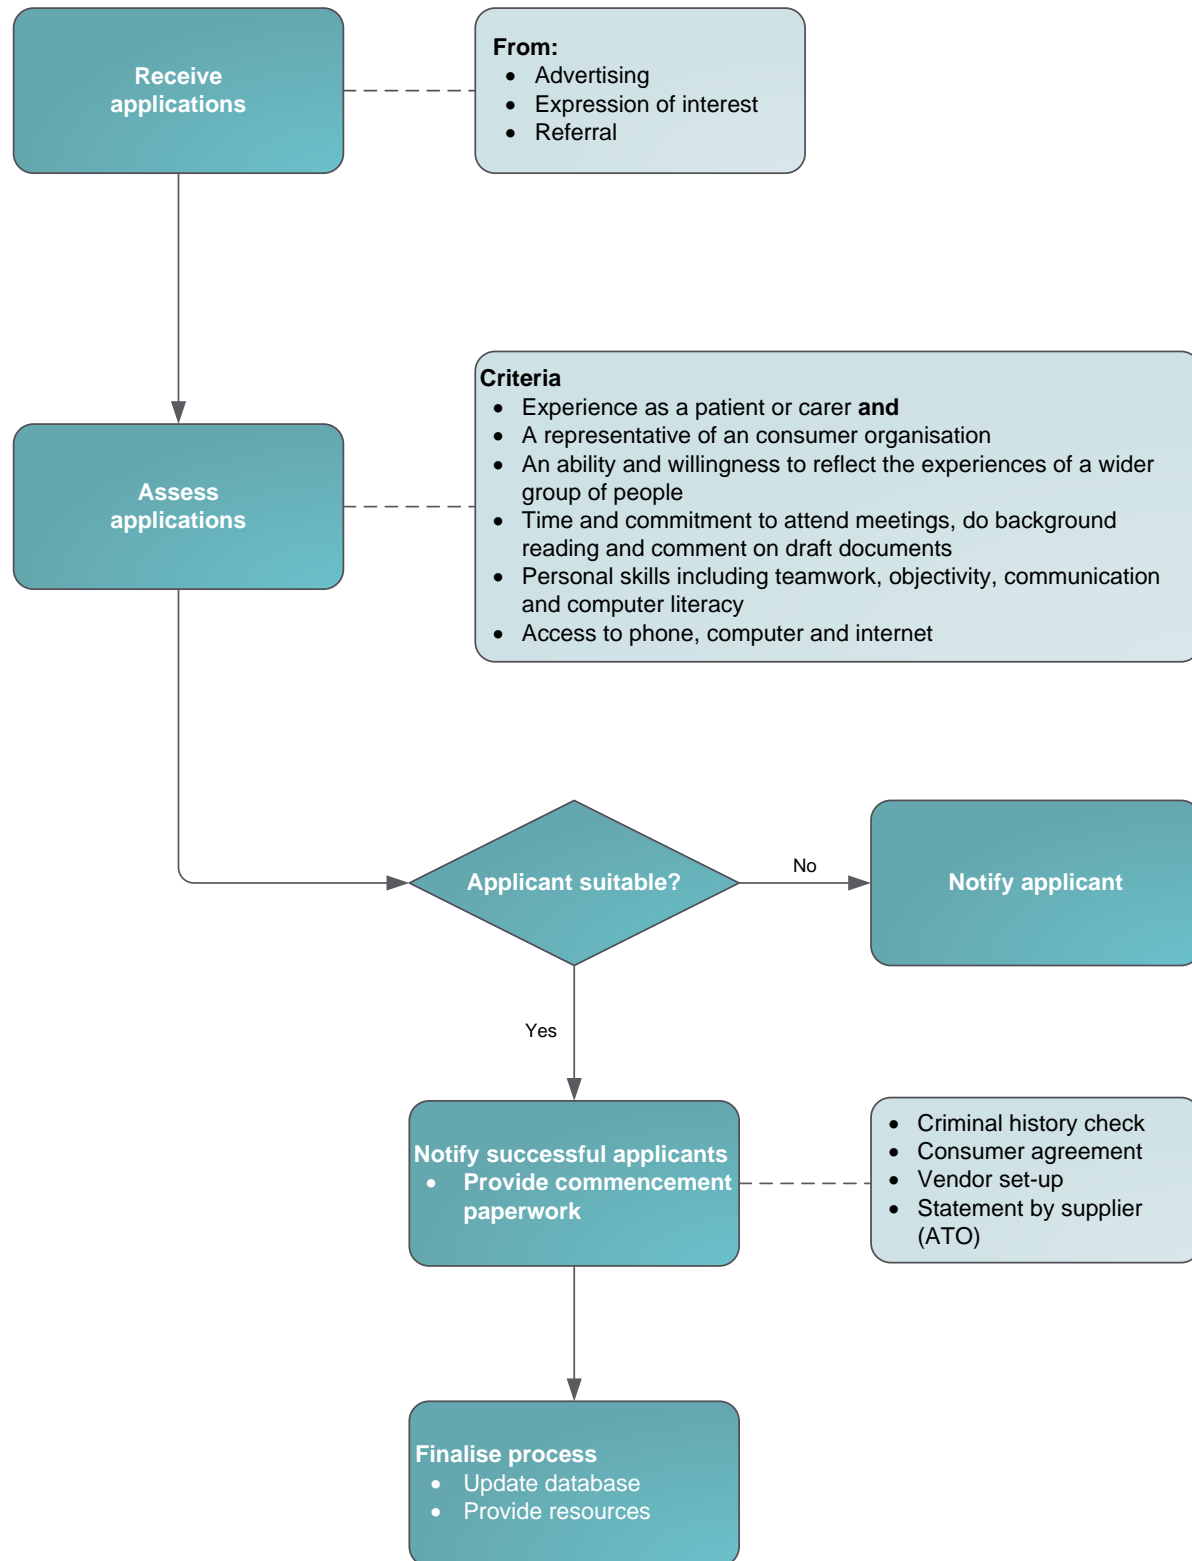 Receive
applications
From:
• Advertising
• Expression of interest
• Referral
Assess
applications
Criteria
• Experience as a patient or carer and
• A representative of an consumer organisation
• An ability and willingness to reflect the experiences of a wider
group of people
• Time and commitment to attend meetings, do background
reading and comment on draft documents
• Personal skills including teamwork, objectivity, communication
and computer literacy
• Access to phone, computer and internet
Applicant suitable?
No
Notify applicant
Yes
Notify successful applicants
• Provide commencement
paperwork
• Criminal history check
• Consumer agreement
• Vendor set-up
• Statement by supplier
(ATO)
Finalise process
• Update database
• Provide resources